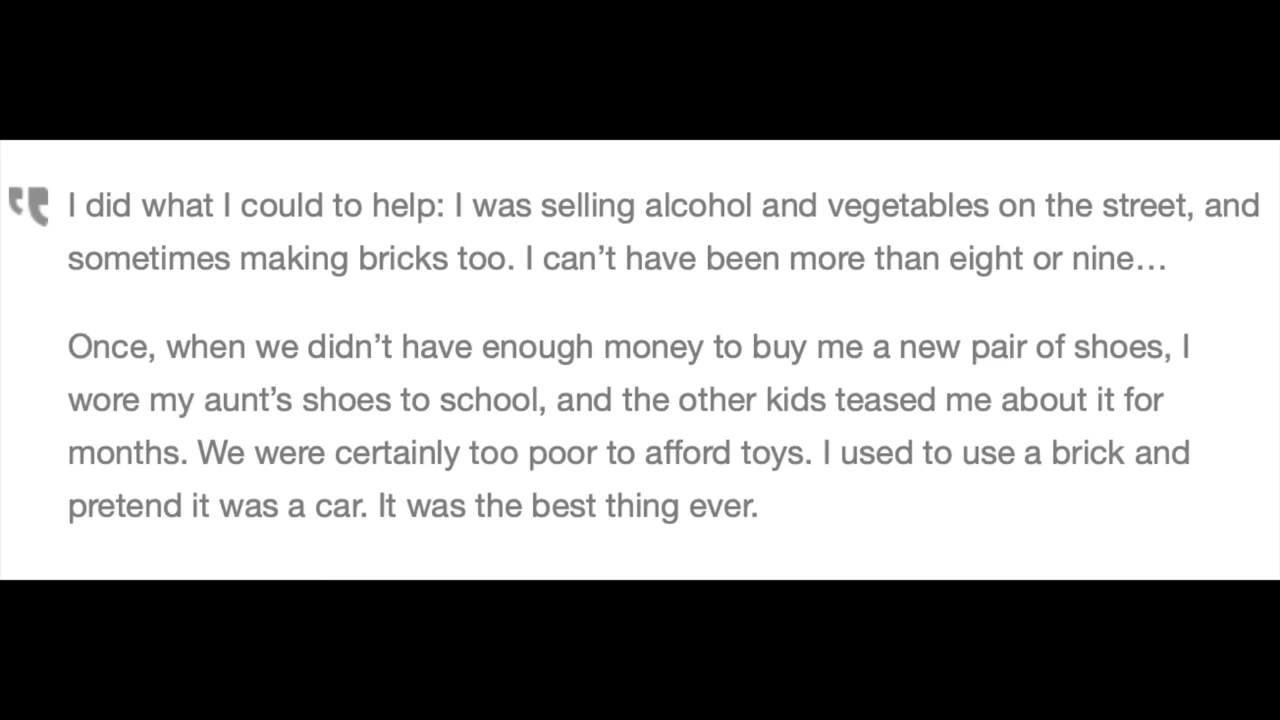 I did what I could to help: I was selling alcohol and vegetables on the street, and
sometimes making bricks too. I can’t have been more than eight or nine…
Once, when we didn’t have enough money to buy me a new pair of shoes, I
wore my aunt’s shoes to school, and the other kids teased me about it for
months. We were certainly too poor to afford toys. I used to use a brick and
pretend it was a car. It was the best thing ever.